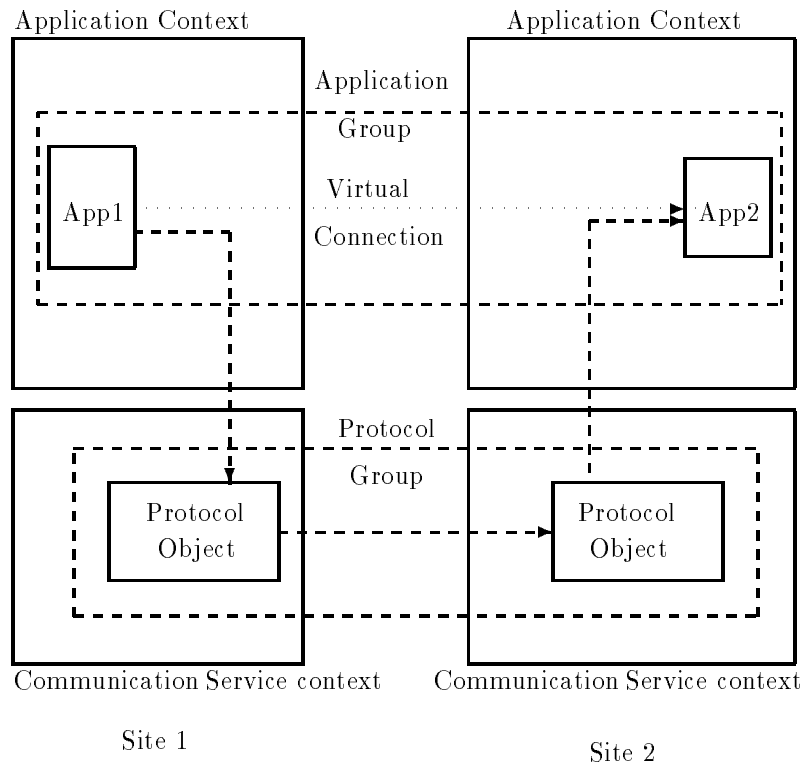 Application Context
Application Context
Application
Group
Virtual
App1
App2
Connection
Protocol
Group
Protocol
Object
Protocol
Object
Communication Service context
Communication Service context
Site 1
Site 2